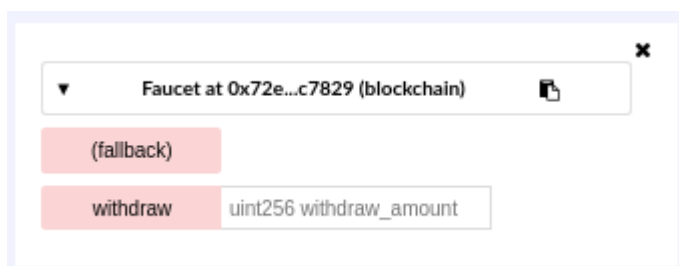 Faucet at 0x72e...c7829 (blockchain)
(fallback)
withdraw uint256 withdraw_amount